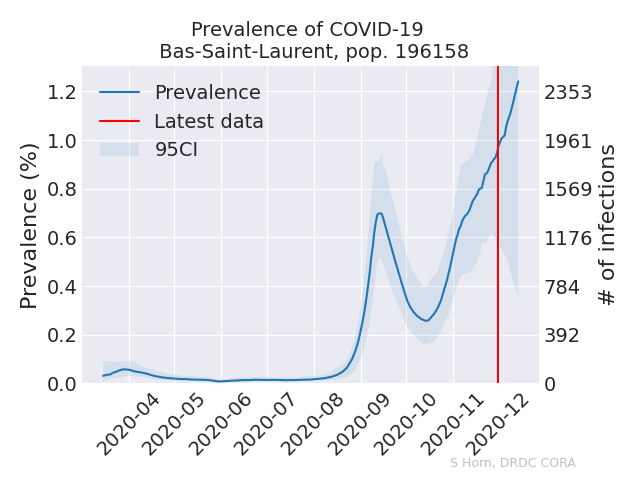 Prevalence of COVID-19
Bas-Saint-Laurent, pop. 196158
Prevalence
Latest data
95CI
Prevalence (%)
1.2
1.0
0.8
0.6
0.4
0.2
0.0
2353
1961
1569
1176
784
392
0
# of infections
2020-04
2020-05
2020-06
2020-07
2020-08
2020-09
2020-10
2020-11
2020-12
S Horn, DRDC CORA